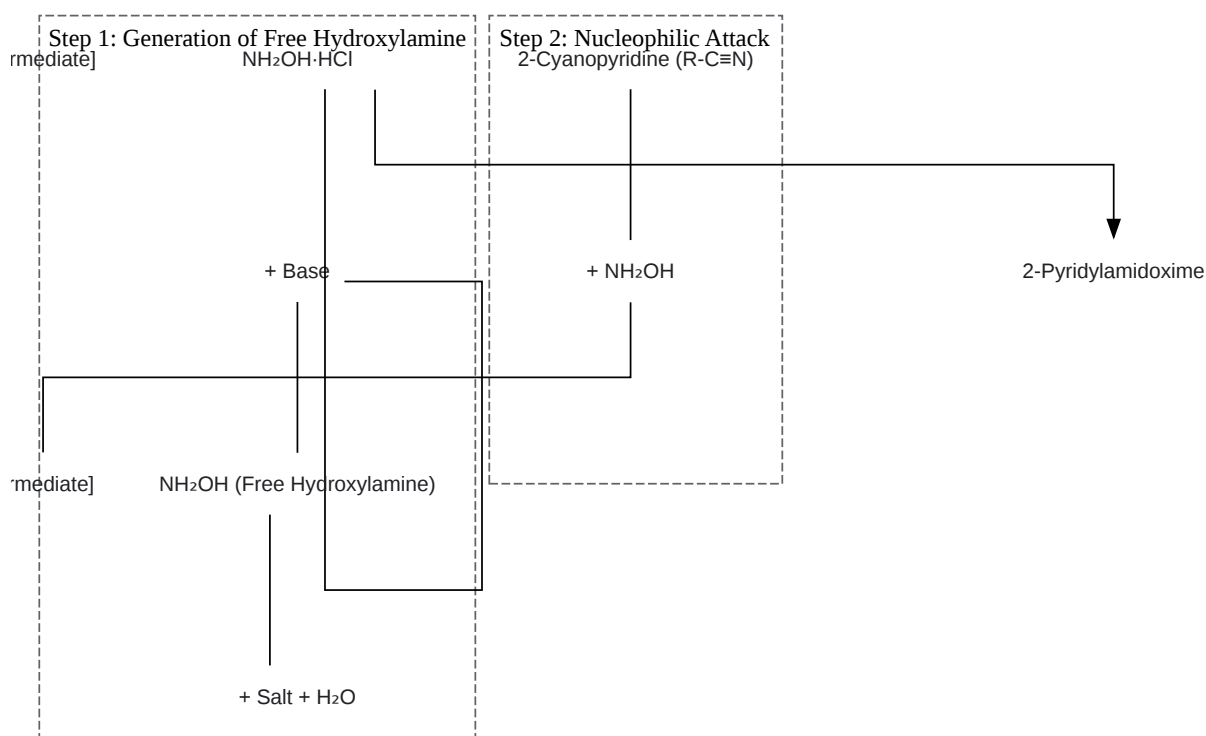 Step 1: Generation of Free Hydroxylamine
Step 2: Nucleophilic Attack
rmediate]
NH₂OH·HCl
2-Cyanopyridine (R-C≡N)
+ Base
+ NH₂OH
2-Pyridylamidoxime
rmediate]
NH₂OH (Free Hydroxylamine)
+ Salt + H₂O